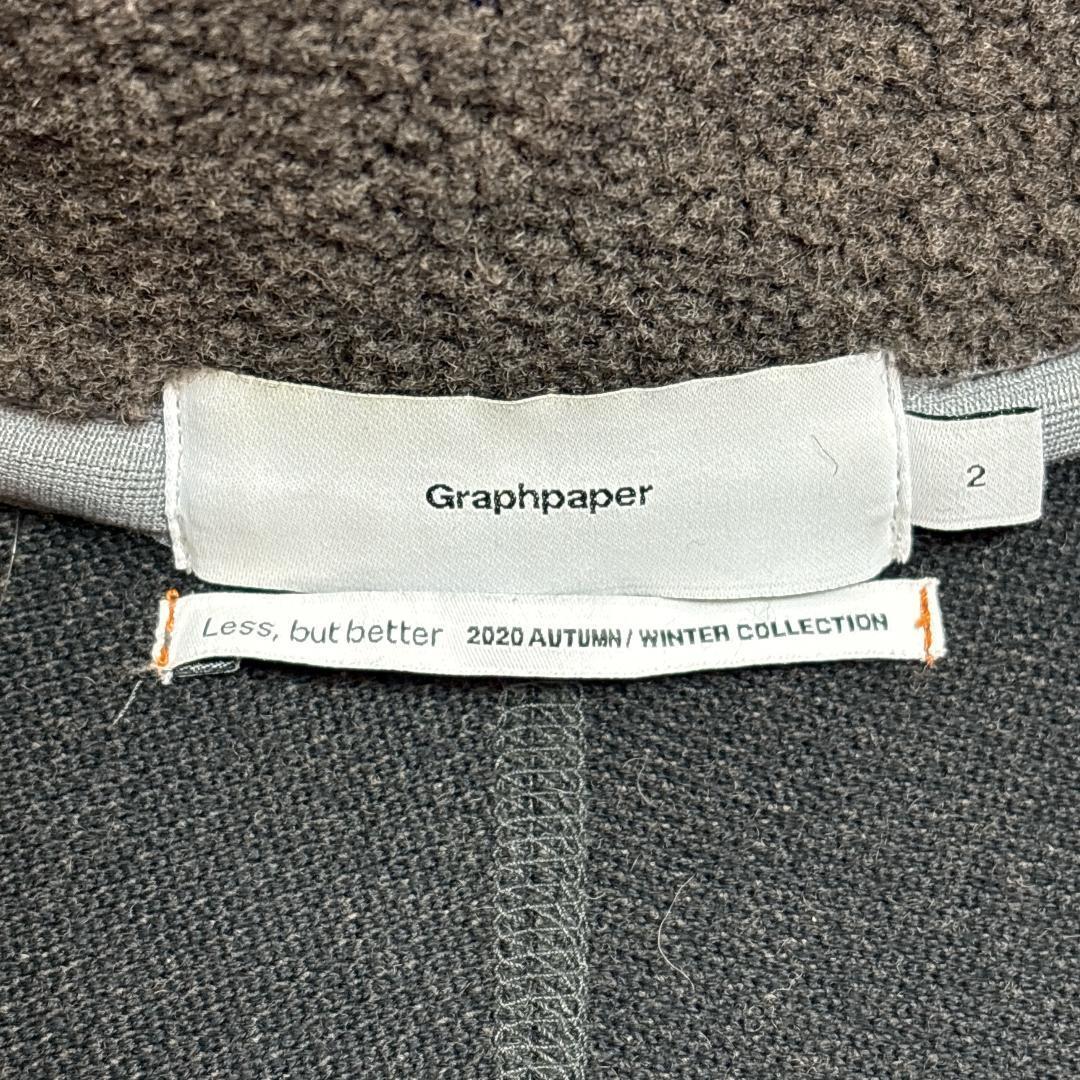 Graphpaper
2
Less, but better 2020 AUTUMN / WINTER COLLECTION